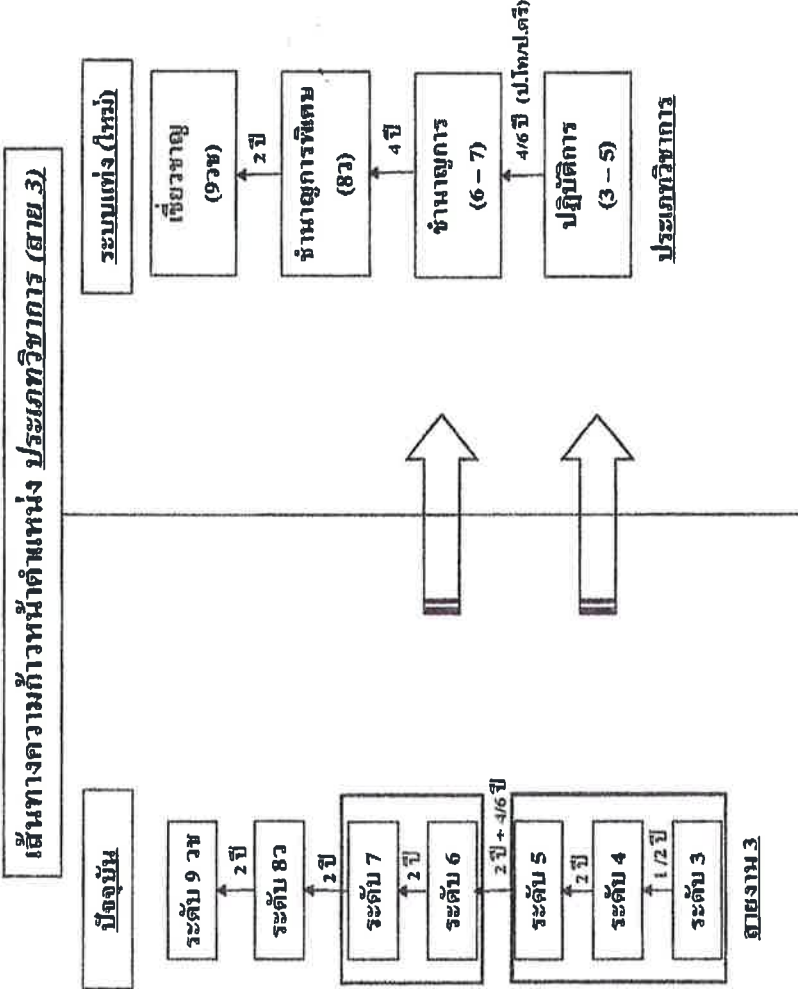 เส้นทางความก้าวหน้าตำแหน่ง ประเภทวิชาการ (สาย 3)
ปัจจุบัน
ระดับ 9 วช
2 ปี
ระดับ 8ว
2 ปี
ระดับ 7
2 ปี
ระดับ 6
2 ปี + 4/6 ปี
ระดับ 5
2 ปี
ระดับ 4
1 /2 ปี
ระดับ 3
สายงาน 3
ระบบแท่ง (ใหม่)
เชี่ยวชาญ
(9วช)
2 ปี
ชำนาญการพิเศษ
(8ว)
4 ปี
ชำนาญการ
(6 – 7)
4/6 ปี (ป.โท/ป.ตรี)
ปฏิบัติการ
(3 – 5)
ประเภทวิชาการ